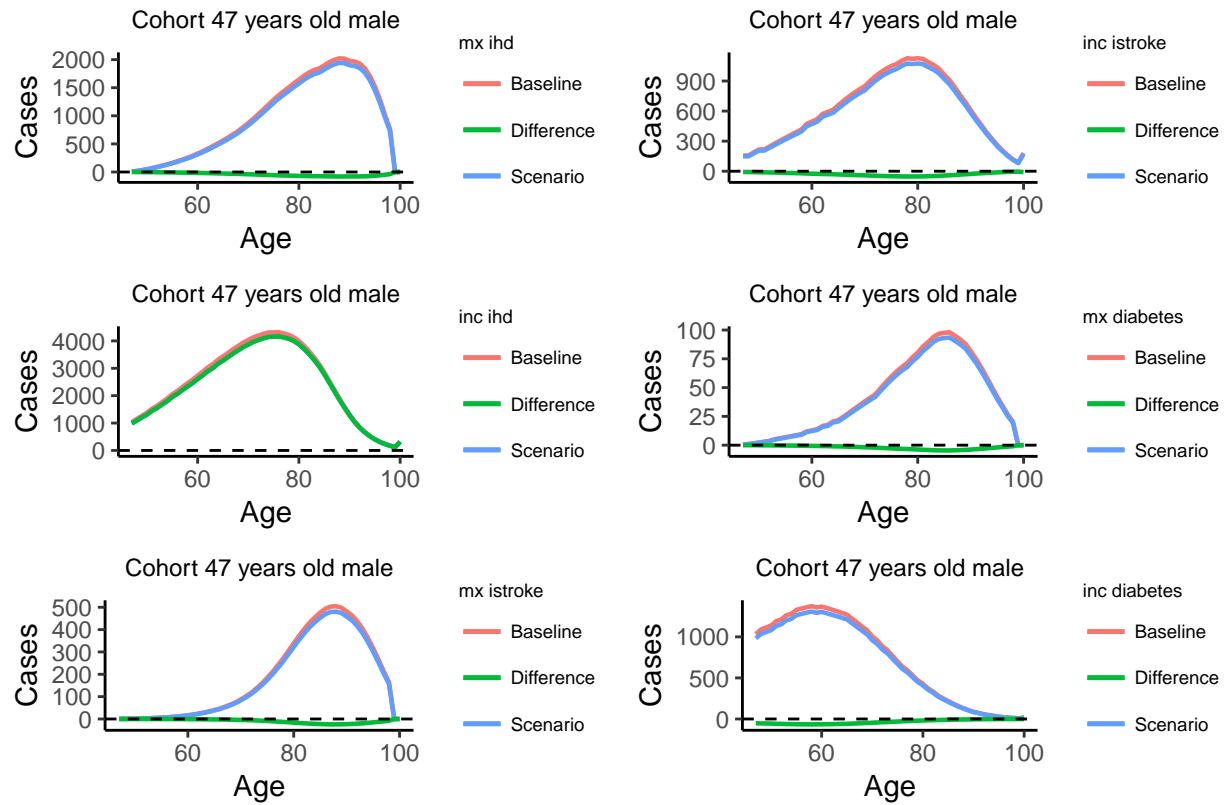 Cohort 47 years old male
mx ihd
Baseline
Difference
Scenario
Cases
2000
1500
1000
500
0
60 80 100
Age
Cohort 47 years old male
inc istroke
Baseline
Difference
Scenario
Cases
900
600
300
0
60 80 100
Age
Cohort 47 years old male
inc ihd
Baseline
Difference
Scenario
Cases
4000
3000
2000
1000
0
60 80 100
Age
Cohort 47 years old male
mx diabetes
Baseline
Difference
Scenario
Cases
100
75
50
25
0
60 80 100
Age
Cohort 47 years old male
mx istroke
Baseline
Difference
Scenario
Cases
500
400
300
200
100
0
60 80 100
Age
Cohort 47 years old male
inc diabetes
Baseline
Difference
Scenario
Cases
1000
500
0
60 80 100
Age